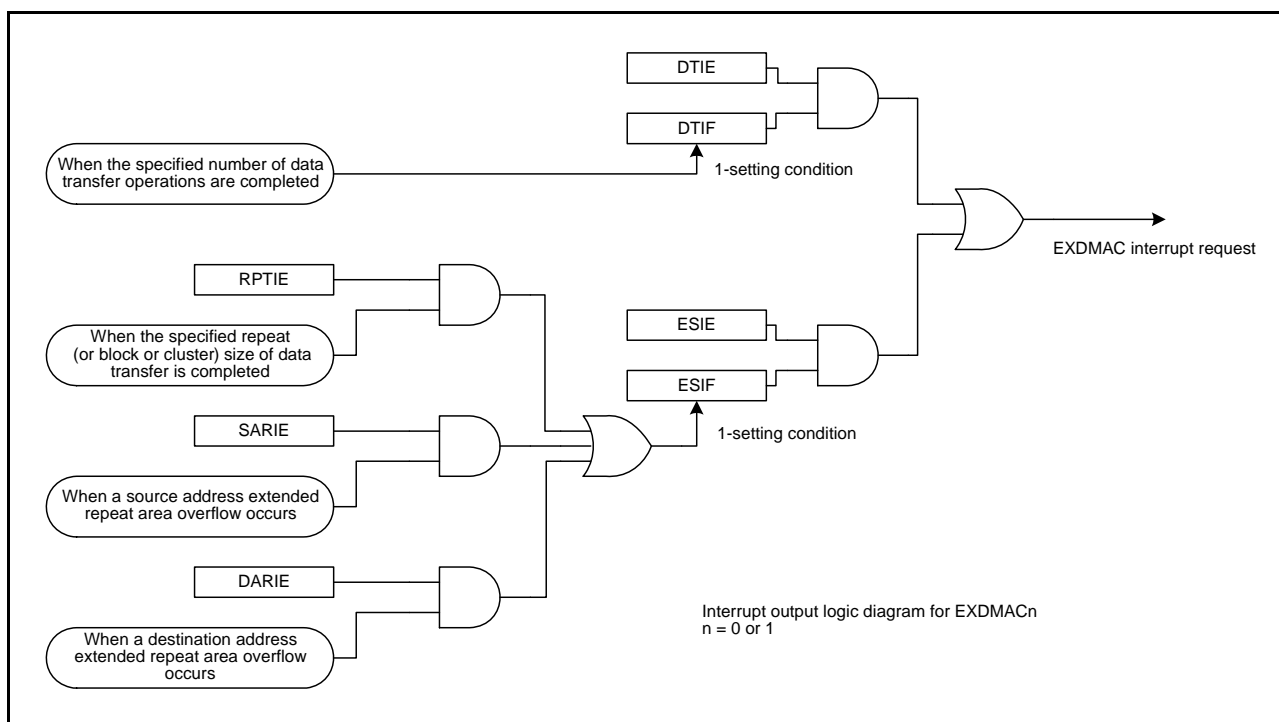 DTIE
DTIF
When the specified number of data
transfer operations are completed
1-setting condition
EXDMAC interrupt request
RPTIE
When the specified repeat
(or block or cluster) size of data
transfer is completed
ESIE
ESIF
1-setting condition
SARIE
When a source address extended
repeat area overflow occurs
DARIE
When a destination address
extended repeat area overflow
occurs
Interrupt output logic diagram for EXDMACn
n = 0 or 1